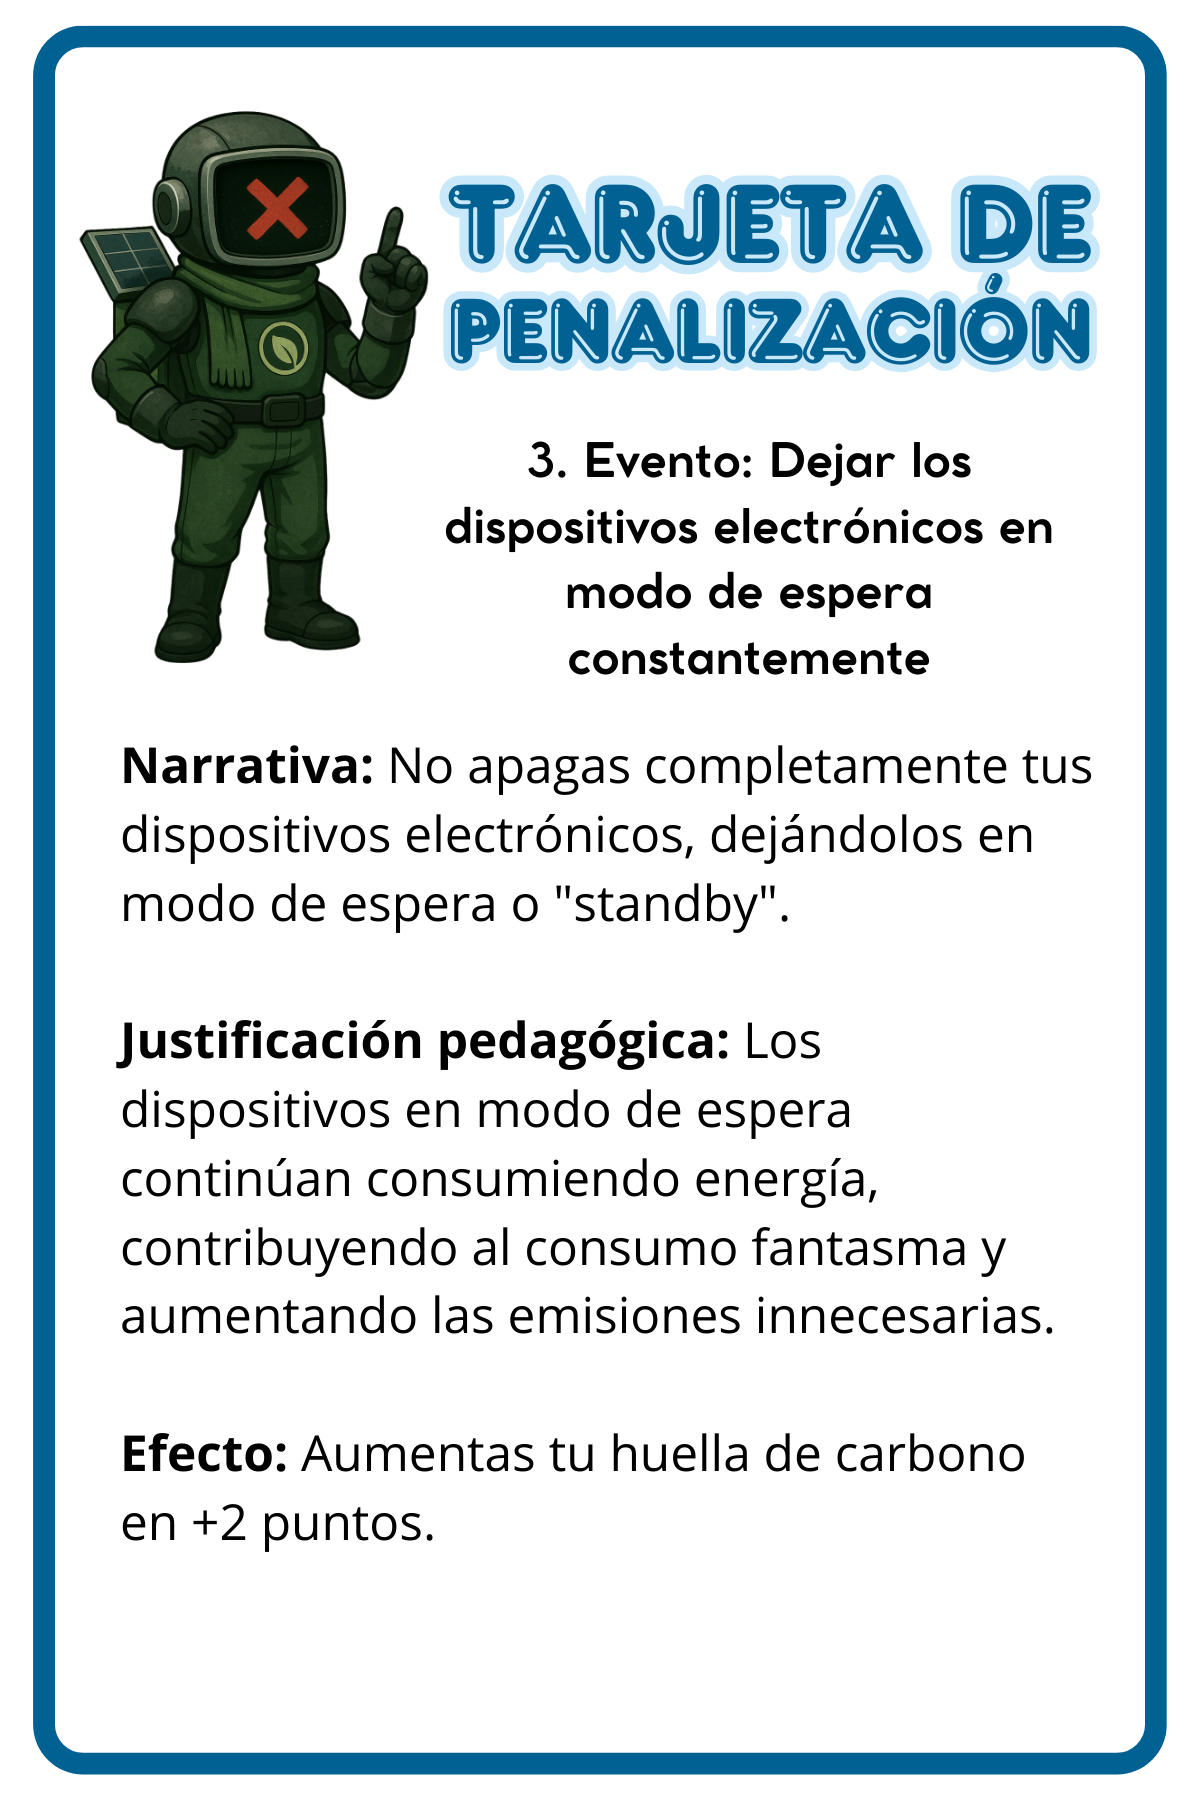 TARJETA DE
PENALIZACIÓN
3. Evento: Dejar los
dispositivos electrónicos en
modo de espera
constantemente
Narrativa: No apagas completamente tus
dispositivos electrónicos, dejándolos en
modo de espera o "standby".
Justificación pedagógica: Los
dispositivos en modo de espera
continúan consumiendo energía,
contribuyendo al consumo fantasma y
aumentando las emisiones innecesarias.
Efecto: Aumentas tu huella de carbono
en +2 puntos.